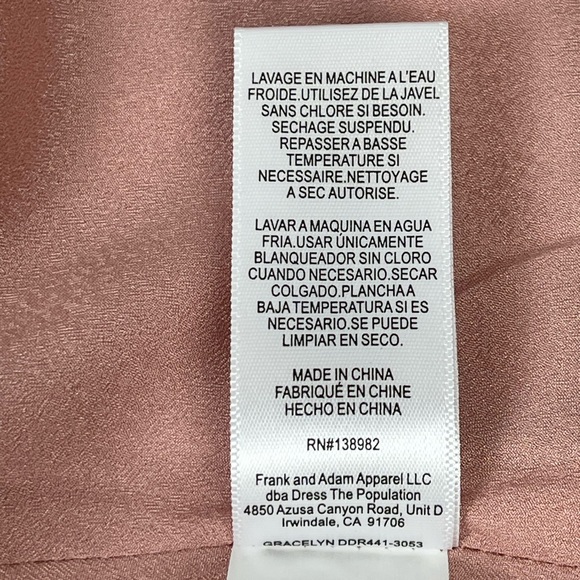 LAVAGE EN MACHINE A L'EAU
FROIDE.UTILISEZ DE LA JAVEL
SANS CHLORE SI BESOIN.
SECHAGE SUSPENDU.
REPASSER A BASSE
TEMPERATURE SI
NECESSAIRE.NETTOYAGE
A SEC AUTORISE.
LAVAR A MAQUINA EN AGUA
FRIA.USAR ÚNICAMENTE
BLANQUEADOR SIN CLORO
CUANDO NECESARIO.SECAR
COLGADO.PLANCHA A
BAJA TEMPERATURA SI ES
NECESARIO.SE PUEDE
LIMPIAR EN SECO.
MADE IN CHINA
FABRIQUÉ EN CHINE
HECHO EN CHINA
RN#138982
Frank and Adam Apparel LLC
dba Dress The Population
4850 Azusa Canyon Road, Unit D
Irwindale, CA 91706
GRACELYN DDR441-3053